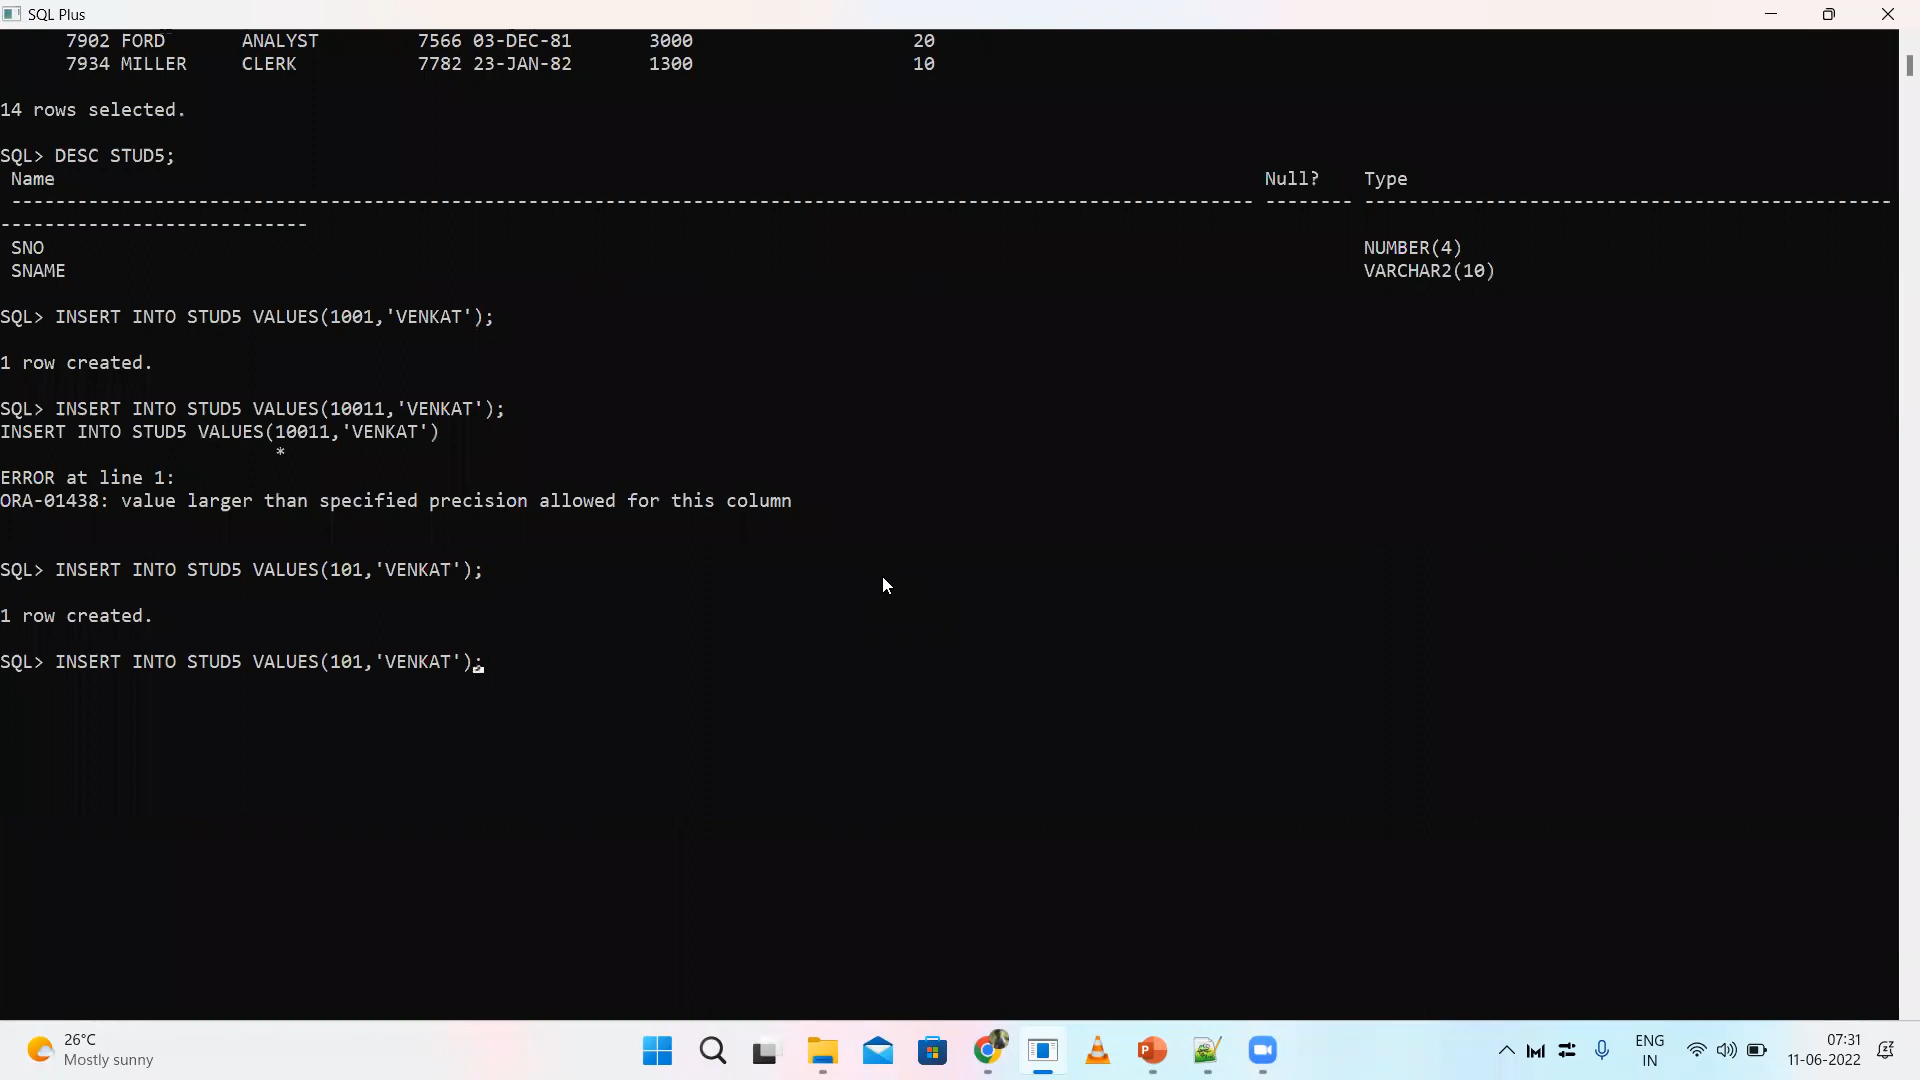 SQL Plus
7902 FORD ANALYST 7566 03-DEC-81 3000 20
7934 MILLER CLERK 7782 23-JAN-82 1300 10
14 rows selected.
SQL> DESC STUD5;
Name Null? Type
---------------------------------------------------------------------------------------------------------------- -------- ------------------------------------------------
---------------------------
SNO NUMBER(4)
SNAME VARCHAR2(10)
SQL> INSERT INTO STUD5 VALUES(1001,'VENKAT');
1 row created.
SQL> INSERT INTO STUD5 VALUES(10011,'VENKAT');
INSERT INTO STUD5 VALUES(10011,'VENKAT')
*
ERROR at line 1:
ORA-01438: value larger than specified precision allowed for this column
SQL> INSERT INTO STUD5 VALUES(101,'VENKAT');
1 row created.
SQL> INSERT INTO STUD5 VALUES(101,'VENKAT');
26°C
Mostly sunny
ENG
IN
07:31
11-06-2022